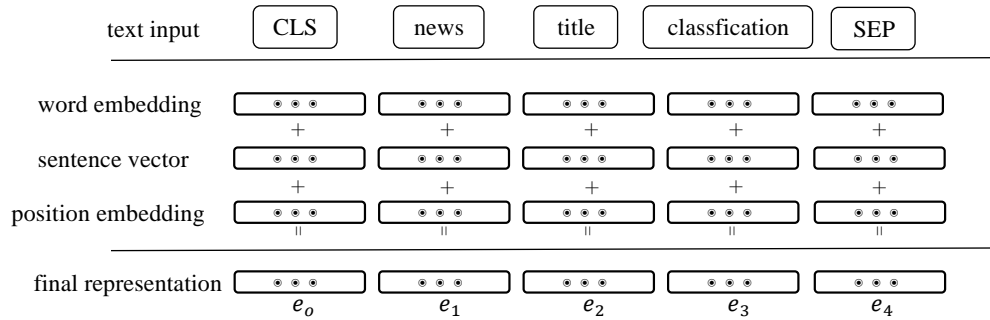 text input CLS news title classfication SEP
word embedding
+ + + + +
sentence vector
+ + + + +
position embedding
= = = = =
final representation
e_o e_1 e_2 e_3 e_4